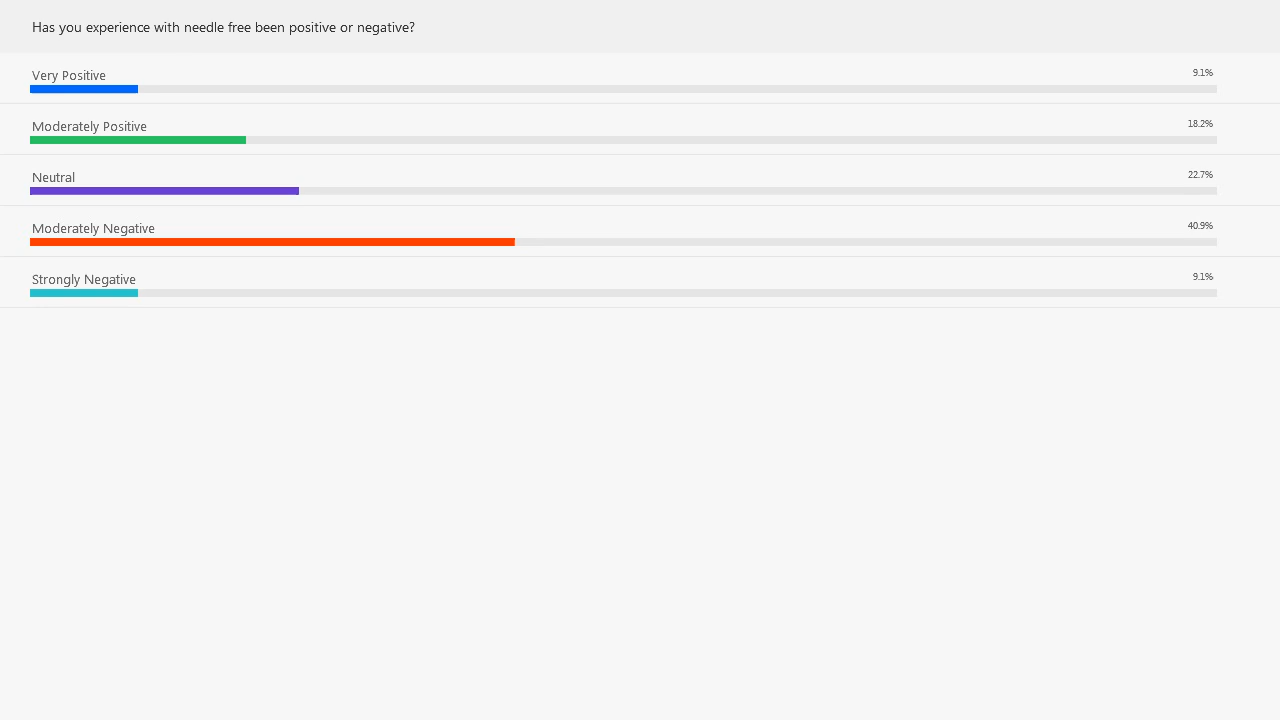 Has you experience with needle free been positive or negative?
Very Positive 9.1%
Moderately Positive 18.2%
Neutral 22.7%
Moderately Negative 40.9%
Strongly Negative 9.1%